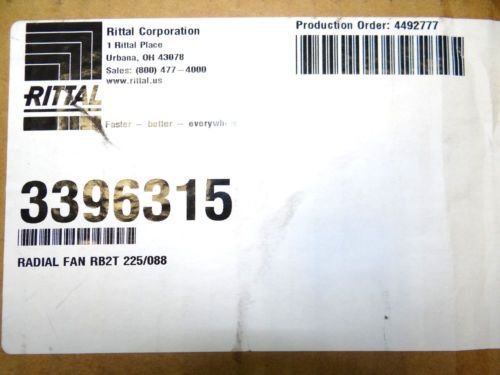 Rittal Corporation
1 Rittal Place
Urbana, OH 43078
Sales: (800) 477-4000
www.rittal.us
RITTAL
Faster - better - everywhere
Production Order: 4492777
3396315
RADIAL FAN RB2T 225/088